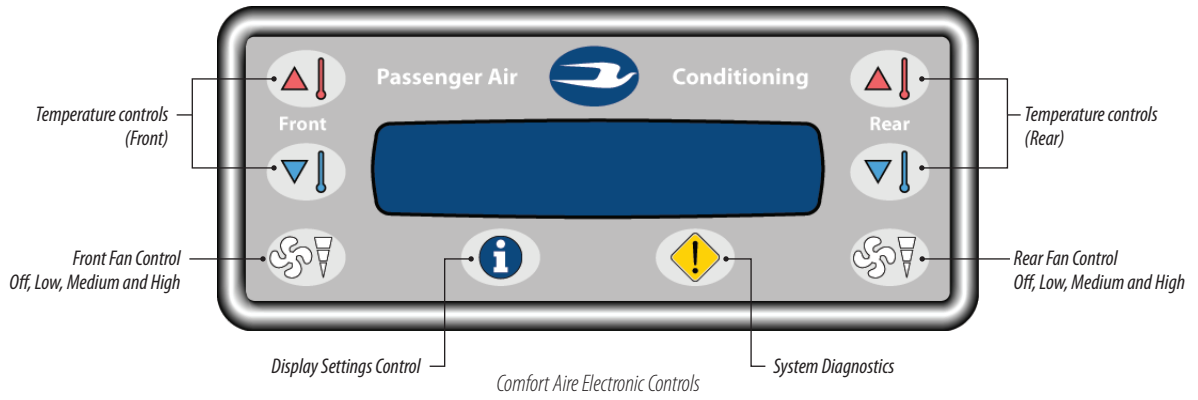 Passenger Air Conditioning
Temperature controls
(Front)
Front
Rear
Temperature controls
(Rear)
Front Fan Control
Off, Low, Medium and High
Rear Fan Control
Off, Low, Medium and High
Display Settings Control
System Diagnostics
Comfort Aire Electronic Controls